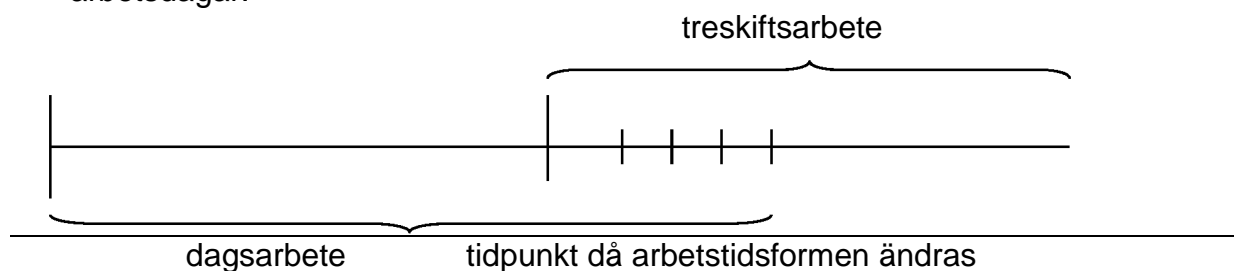 treskiftsarbete
dagsarbete tidpunkt då arbetstidsformen ändras